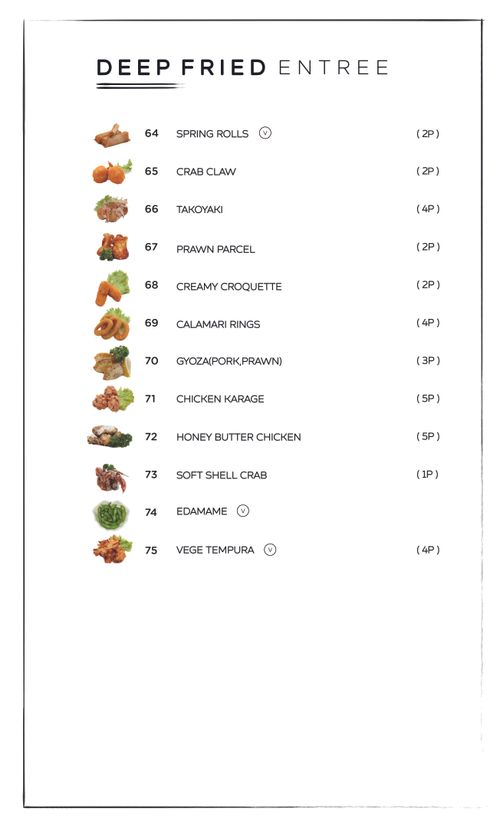 DEEP FRIED ENTREE
64 SPRING ROLLS V (2P)
65 CRAB CLAW (2P)
66 TAKOYAKI (4P)
67 PRAWN PARCEL (2P)
68 CREAMY CROQUETTE (2P)
69 CALAMARI RINGS (4P)
70 GYOZA(PORK,PRAWN) (3P)
71 CHICKEN KARAGE (5P)
72 HONEY BUTTER CHICKEN (5P)
73 SOFT SHELL CRAB (1P)
74 EDAMAME V
75 VEGE TEMPURA V (4P)